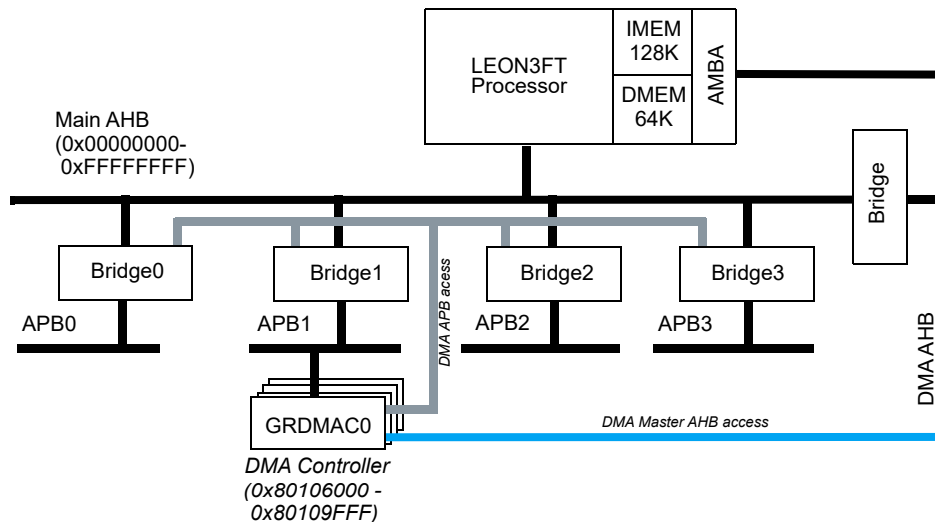 LEON3FT
Processor
IMEM
128K
DMEM
64K
AMBA
Main AHB
(0x00000000-
0xFFFFFFFF)
Bridge
Bridge0
Bridge1
Bridge2
Bridge3
APB0
APB1
APB2
APB3
DMA APB acess
DMA AHB
GRDMAC0
DMA Master AHB access
DMA Controller
(0x80106000 -
0x80109FFF)